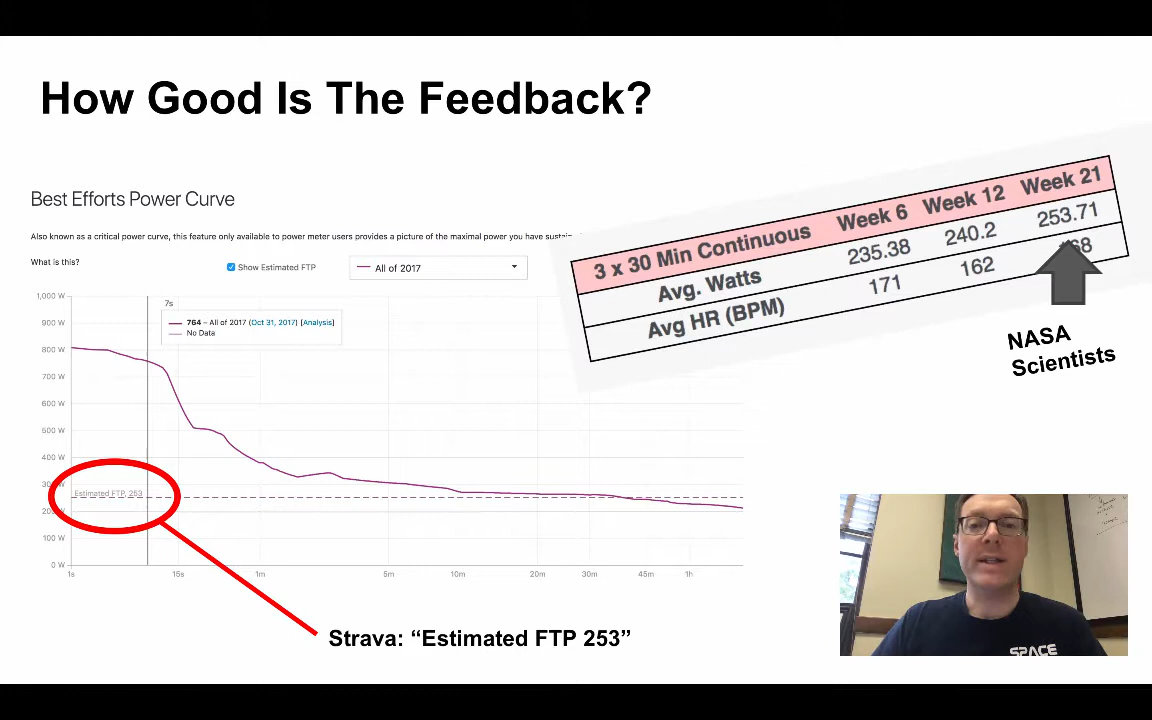 How Good Is The Feedback?
Best Efforts Power Curve
Also known as a critical power curve, this feature only available to power meter users provides a picture of the maximal power you have
What is this?
Show Estimated FTP
All of 2017
3 x 30 Min Continuous Week 6 Week 12 Week 21
Avg. Watts 235.38 240.2 253.71
Avg HR (BPM) 171 162 68
NASA
Scientists
7s
764 – All of 2017 (Oct 31, 2017) [Analysis]
No Data
1,000 W
900 W
800 W
700 W
600 W
500 W
400 W
30
Estimated FTP, 253
20
100 W
0 W
1s 15s 1m 5m 10m 20m 30m 45m 1h
Strava: “Estimated FTP 253”
SPACE